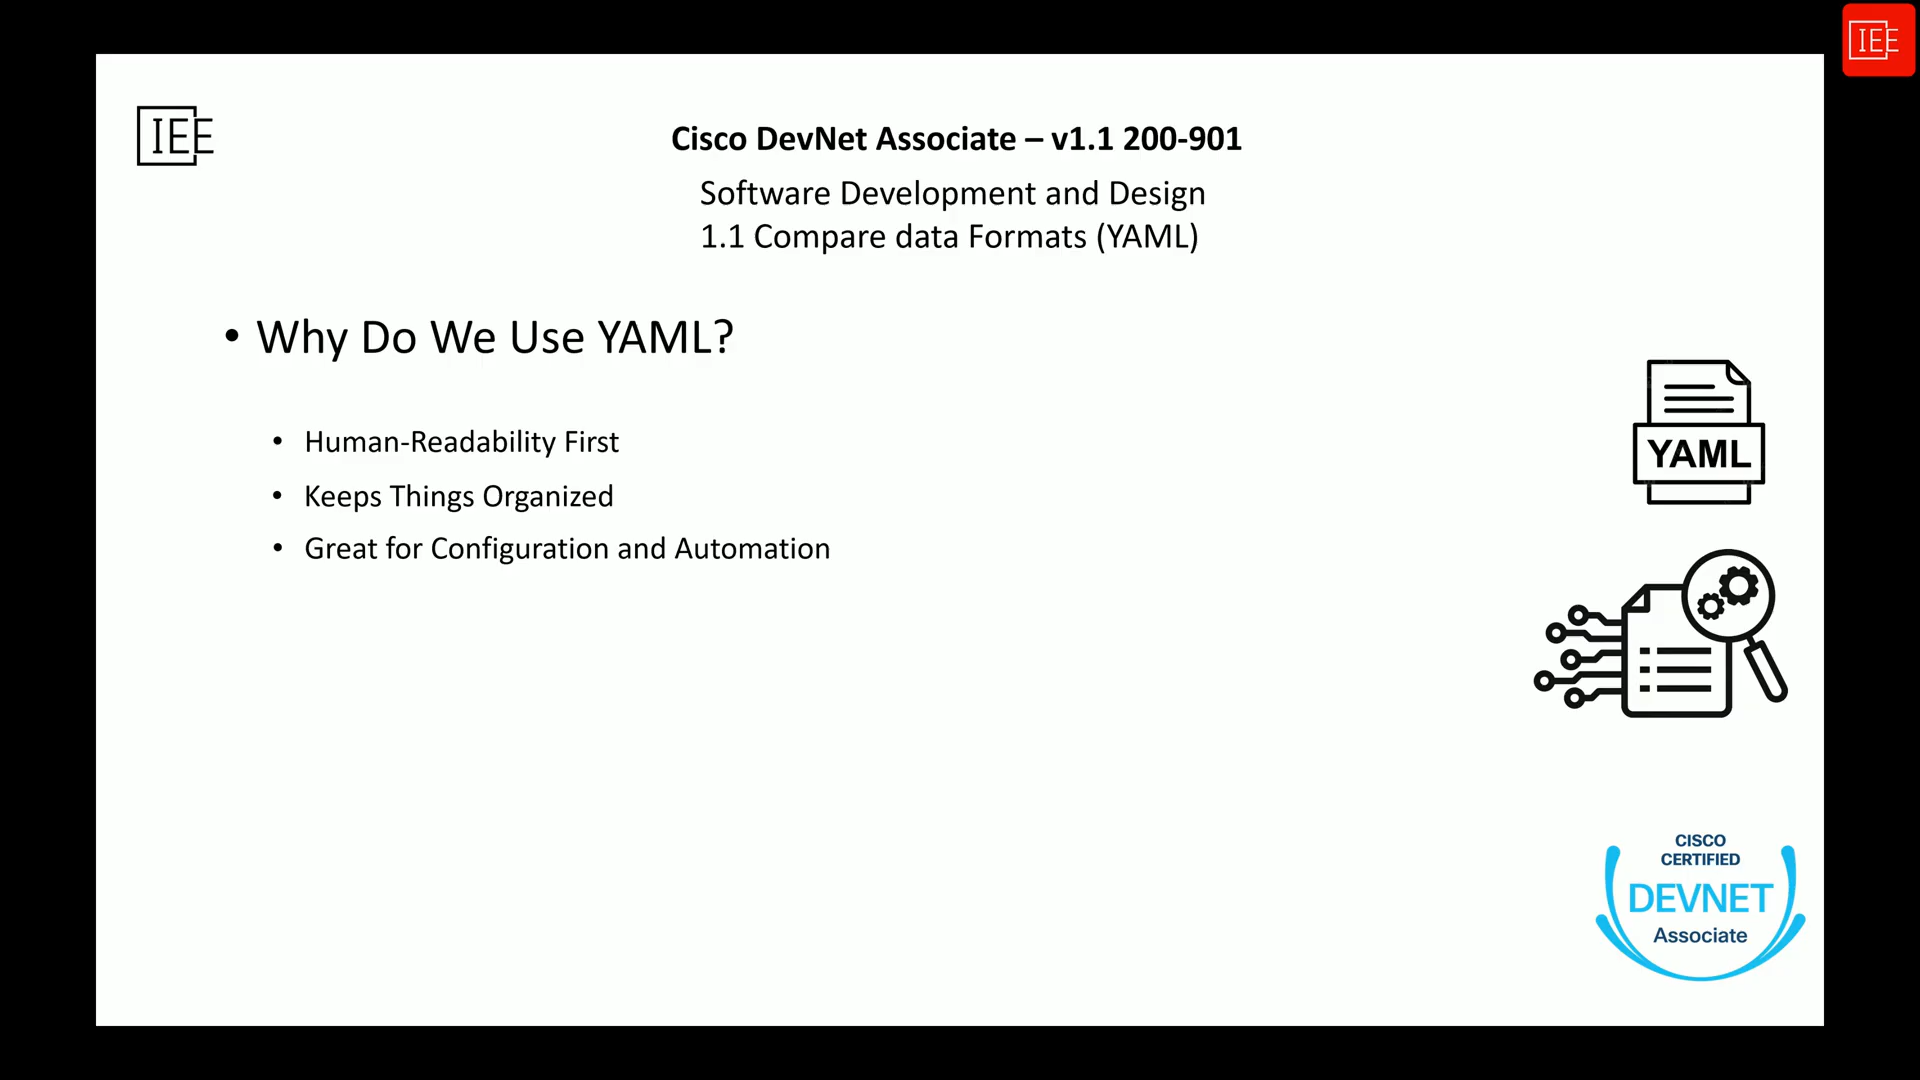 IEE
IEE
Cisco DevNet Associate – v1.1 200-901
Software Development and Design
1.1 Compare data Formats (YAML)
• Why Do We Use YAML?
• Human-Readability First
• Keeps Things Organized
• Great for Configuration and Automation
YAML
CISCO
CERTIFIED
DEVNET
Associate